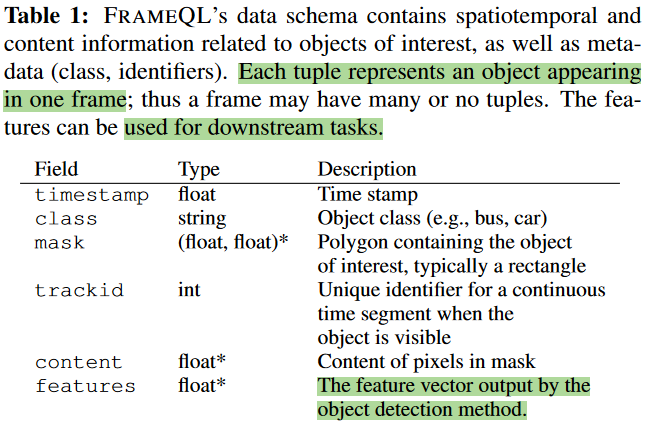 Table 1: FRAMEQL's data schema contains spatiotemporal and
content information related to objects of interest, as well as meta-
data (class, identifiers). Each tuple represents an object appearing
in one frame; thus a frame may have many or no tuples. The fea-
tures can be used for downstream tasks.
Field Type Description
timestamp float Time stamp
class string Object class (e.g., bus, car)
mask (float, float)* Polygon containing the object
of interest, typically a rectangle
trackid int Unique identifier for a continuous
time segment when the
object is visible
content float* Content of pixels in mask
features float* The feature vector output by the
object detection method.